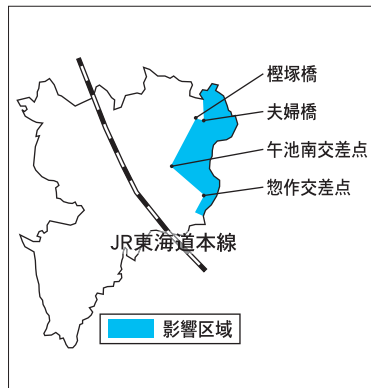 樫塚橋
夫婦橋
午池南交差点
惣作交差点
JR東海道本線
影響区域